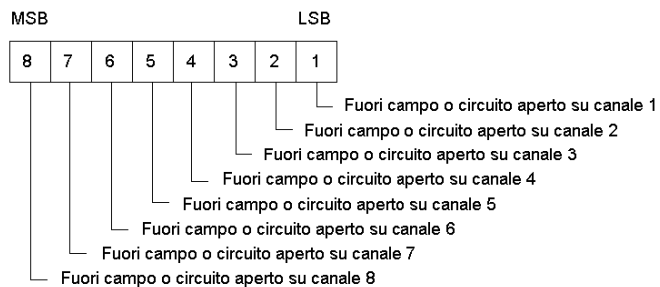 MSB LSB
8 7 6 5 4 3 2 1
Fuori campo o circuito aperto su canale 1
Fuori campo o circuito aperto su canale 2
Fuori campo o circuito aperto su canale 3
Fuori campo o circuito aperto su canale 4
Fuori campo o circuito aperto su canale 5
Fuori campo o circuito aperto su canale 6
Fuori campo o circuito aperto su canale 7
Fuori campo o circuito aperto su canale 8